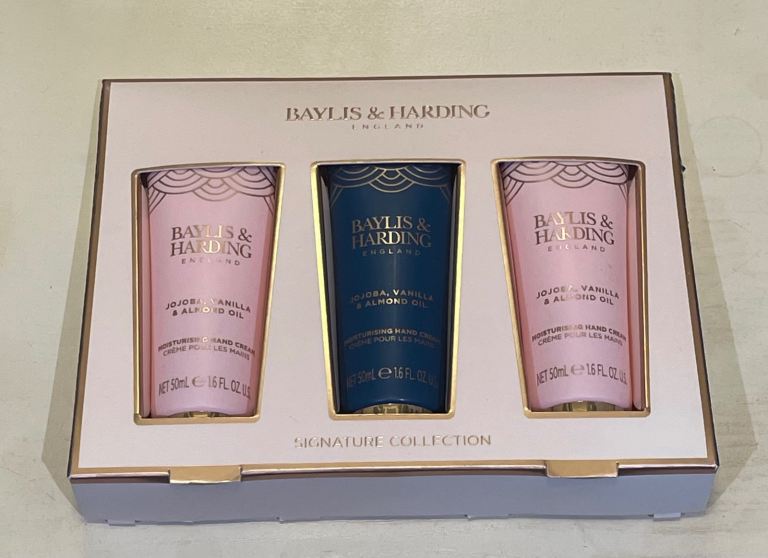 BAYLIS & HARDING
ENGLAND
BAYLIS &
HARDING
ENGLAND
JOJOBA, VANILLA
& ALMOND OIL
MOISTURISING HAND CREAM
CRÈME POUR LES MAINS
NET 50mL e 1.6 FL. OZ. U.S.
BAYLIS &
HARDING
ENGLAND
JOJOBA, VANILLA
& ALMOND OIL
MOISTURISING HAND CREAM
CRÈME POUR LES MAINS
NET 50mL e 1.6 FL. OZ. U.S.
BAYLIS &
HARDING
ENGLAND
JOJOBA, VANILLA
& ALMOND OIL
MOISTURISING HAND CREAM
CRÈME POUR LES MAINS
NET 50mL e 1.6 FL. OZ. U.S.
SIGNATURE COLLECTION